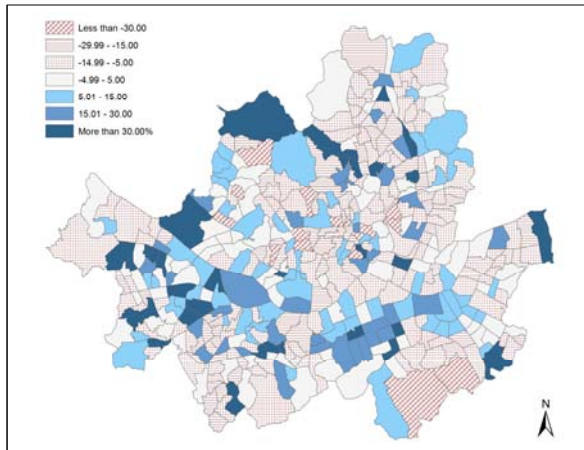 Less than -30.00
-29.99 - -15.00
-14.99 - -5.00
-4.99 - 5.00
5.01 - 15.00
15.01 - 30.00
More than 30.00%
N